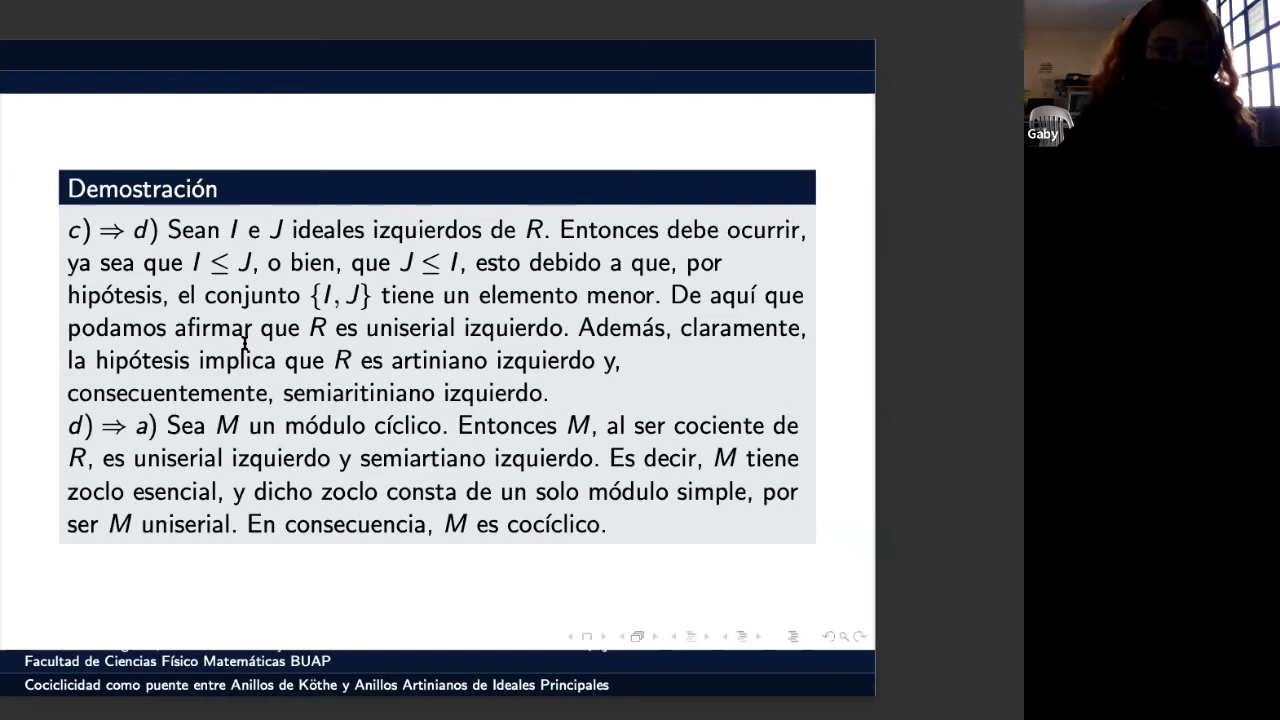 Demostración
c) ⇒ d) Sean I e J ideales izquierdos de R. Entonces debe ocurrir,
ya sea que I ≤ J, o bien, que J ≤ I, esto debido a que, por
hipótesis, el conjunto {I, J} tiene un elemento menor. De aquí que
podamos afirmar que R es uniserial izquierdo. Además, claramente,
la hipótesis implica que R es artiniano izquierdo y,
consecuentemente, semiaritiniano izquierdo.
d) ⇒ a) Sea M un módulo cíclico. Entonces M, al ser cociente de
R, es uniserial izquierdo y semiartiano izquierdo. Es decir, M tiene
zoclo esencial, y dicho zoclo consta de un solo módulo simple, por
ser M uniserial. En consecuencia, M es cocíclico.
Facultad de Ciencias Físico Matemáticas BUAP
Cociclicidad como puente entre Anillos de Köthe y Anillos Artinianos de Ideales Principales
Gaby